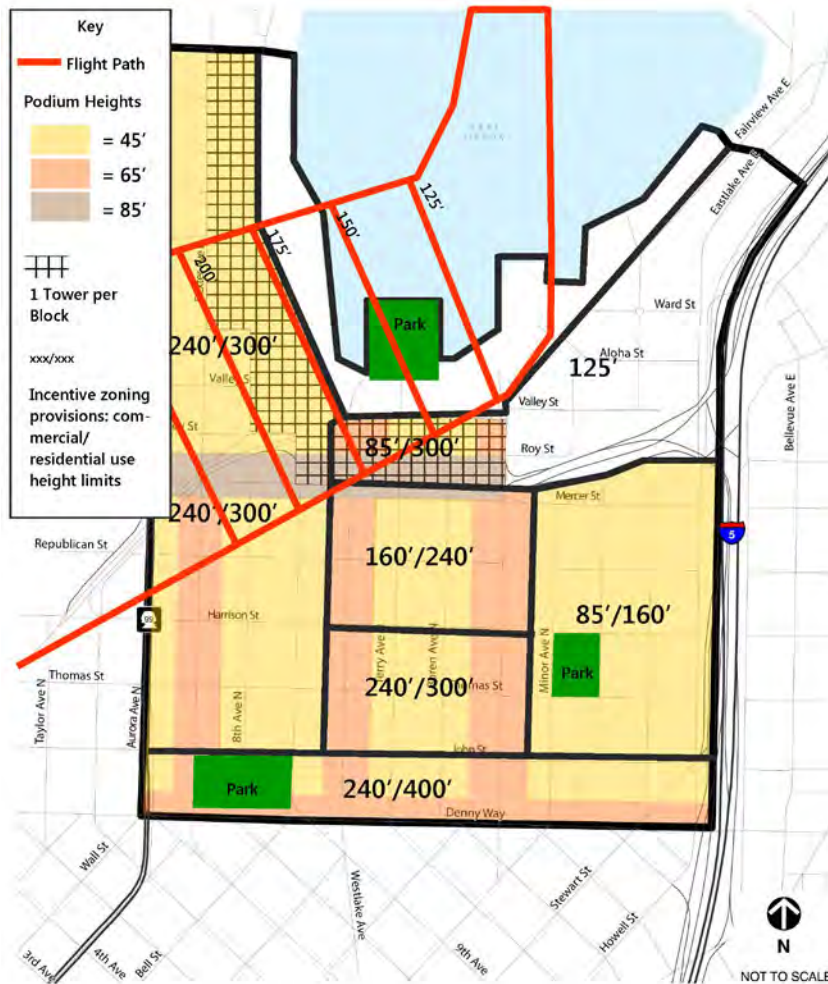 Key
Flight Path
Podium Heights
= 45'
= 65'
= 85'
1 Tower per
Block
xxx/xxx
Incentive zoning
provisions: com-
mercial/
residential use
height limits
Fairview Ave E
Eastlake Ave E
125'
150'
175'
200'
Park
Ward St
Aloha St
125'
240'/300'
Valley St
Valley St
85'/300'
Roy St
Bellevue Ave E
Mercer St
240'/300'
Republican St
160'/240'
5
85'/160'
Harrison St
99
Minor Ave N
Park
Thomas St
240'/300'
Taylor Ave N
Aurora Ave N
8th Ave N
John St
Park
240'/400'
Denny Way
Wall St
Westlake Ave
Stewart St
Howell St
3rd Ave
4th Ave
Bell St
9th Ave
N
NOT TO SCALE